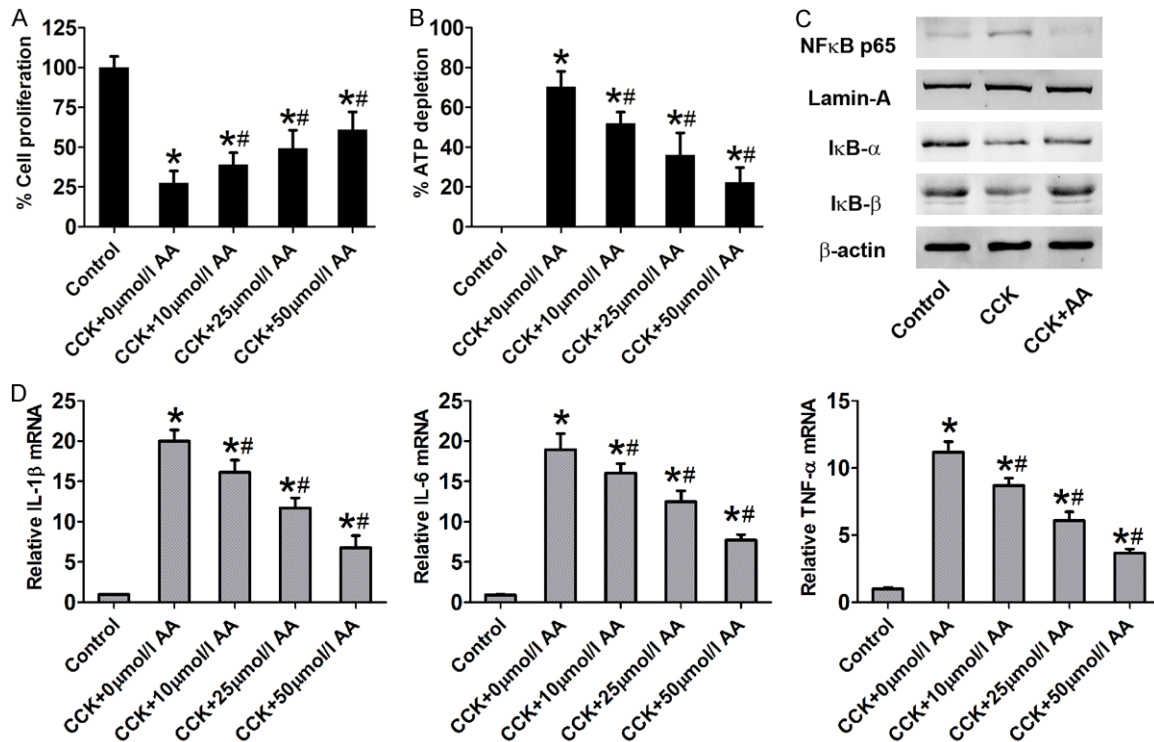 A
% Cell proliferation
125
100
75
50
25
0
*
*#
*#
*#
Control
CCK+0µmol/l AA
CCK+10µmol/l AA
CCK+25µmol/l AA
CCK+50µmol/l AA
B
% ATP depletion
100
80
60
40
20
0
*
*#
*#
*#
Control
CCK+0µmol/l AA
CCK+10µmol/l AA
CCK+25µmol/l AA
CCK+50µmol/l AA
C
NFκB p65
Lamin-A
IκB-α
IκB-β
β-actin
Control
CCK
CCK+AA
D
Relative IL-1β mRNA
25
20
15
10
5
0
*
*#
*#
*#
Control
CCK+0µmol/l AA
CCK+10µmol/l AA
CCK+25µmol/l AA
CCK+50µmol/l AA
Relative IL-6 mRNA
25
20
15
10
5
0
*
*#
*#
*#
Control
CCK+0µmol/l AA
CCK+10µmol/l AA
CCK+25µmol/l AA
CCK+50µmol/l AA
Relative TNF-α mRNA
15
10
5
0
*
*#
*#
*#
Control
CCK+0µmol/l AA
CCK+10µmol/l AA
CCK+25µmol/l AA
CCK+50µmol/l AA